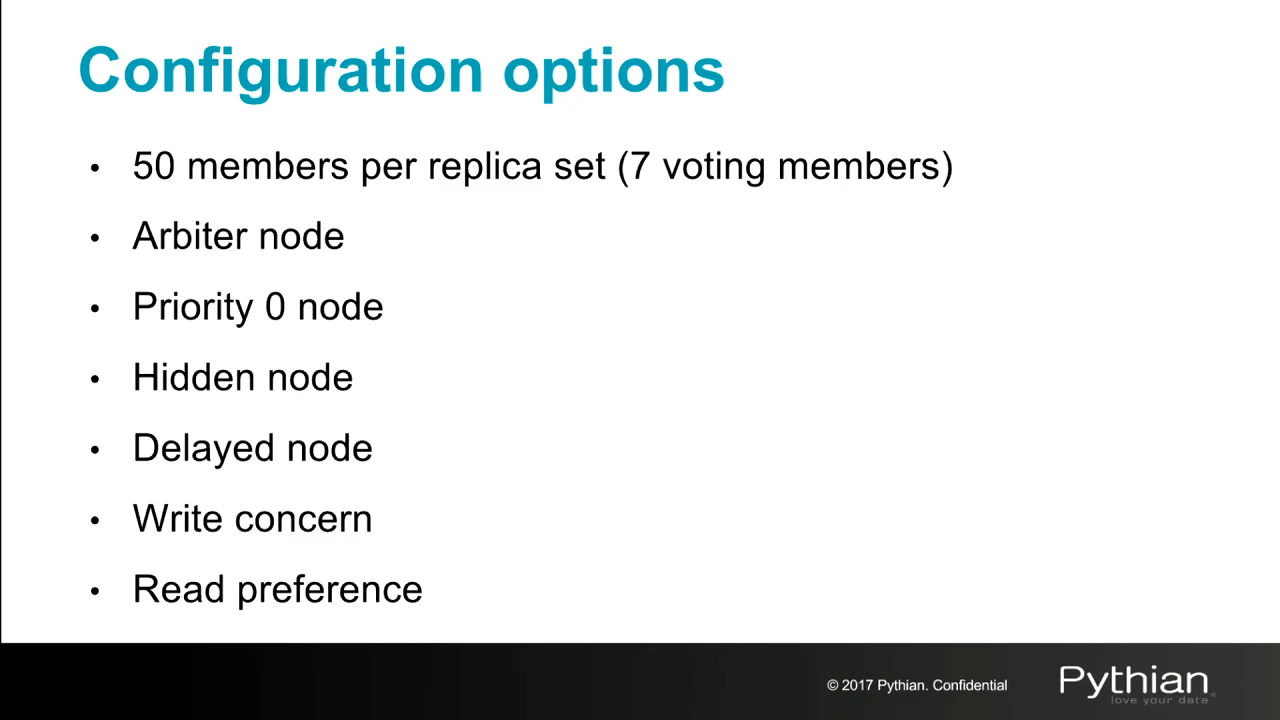 Configuration options
• 50 members per replica set (7 voting members)
• Arbiter node
• Priority 0 node
• Hidden node
• Delayed node
• Write concern
• Read preference
© 2017 Pythian. Confidential
Pythian
love your data